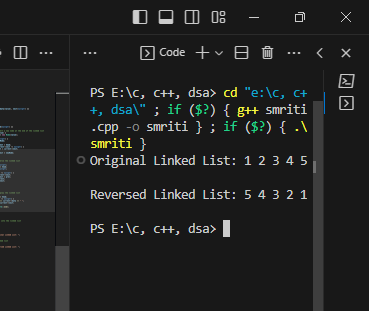 Code
PS E:\c, c++, dsa> cd "e:\c, c+
+, dsa\" ; if ($?) { g++ smriti
.cpp -o smriti } ; if ($?) { .\
smriti }
Original Linked List: 1 2 3 4 5
Reversed Linked List: 5 4 3 2 1
PS E:\c, c++, dsa>